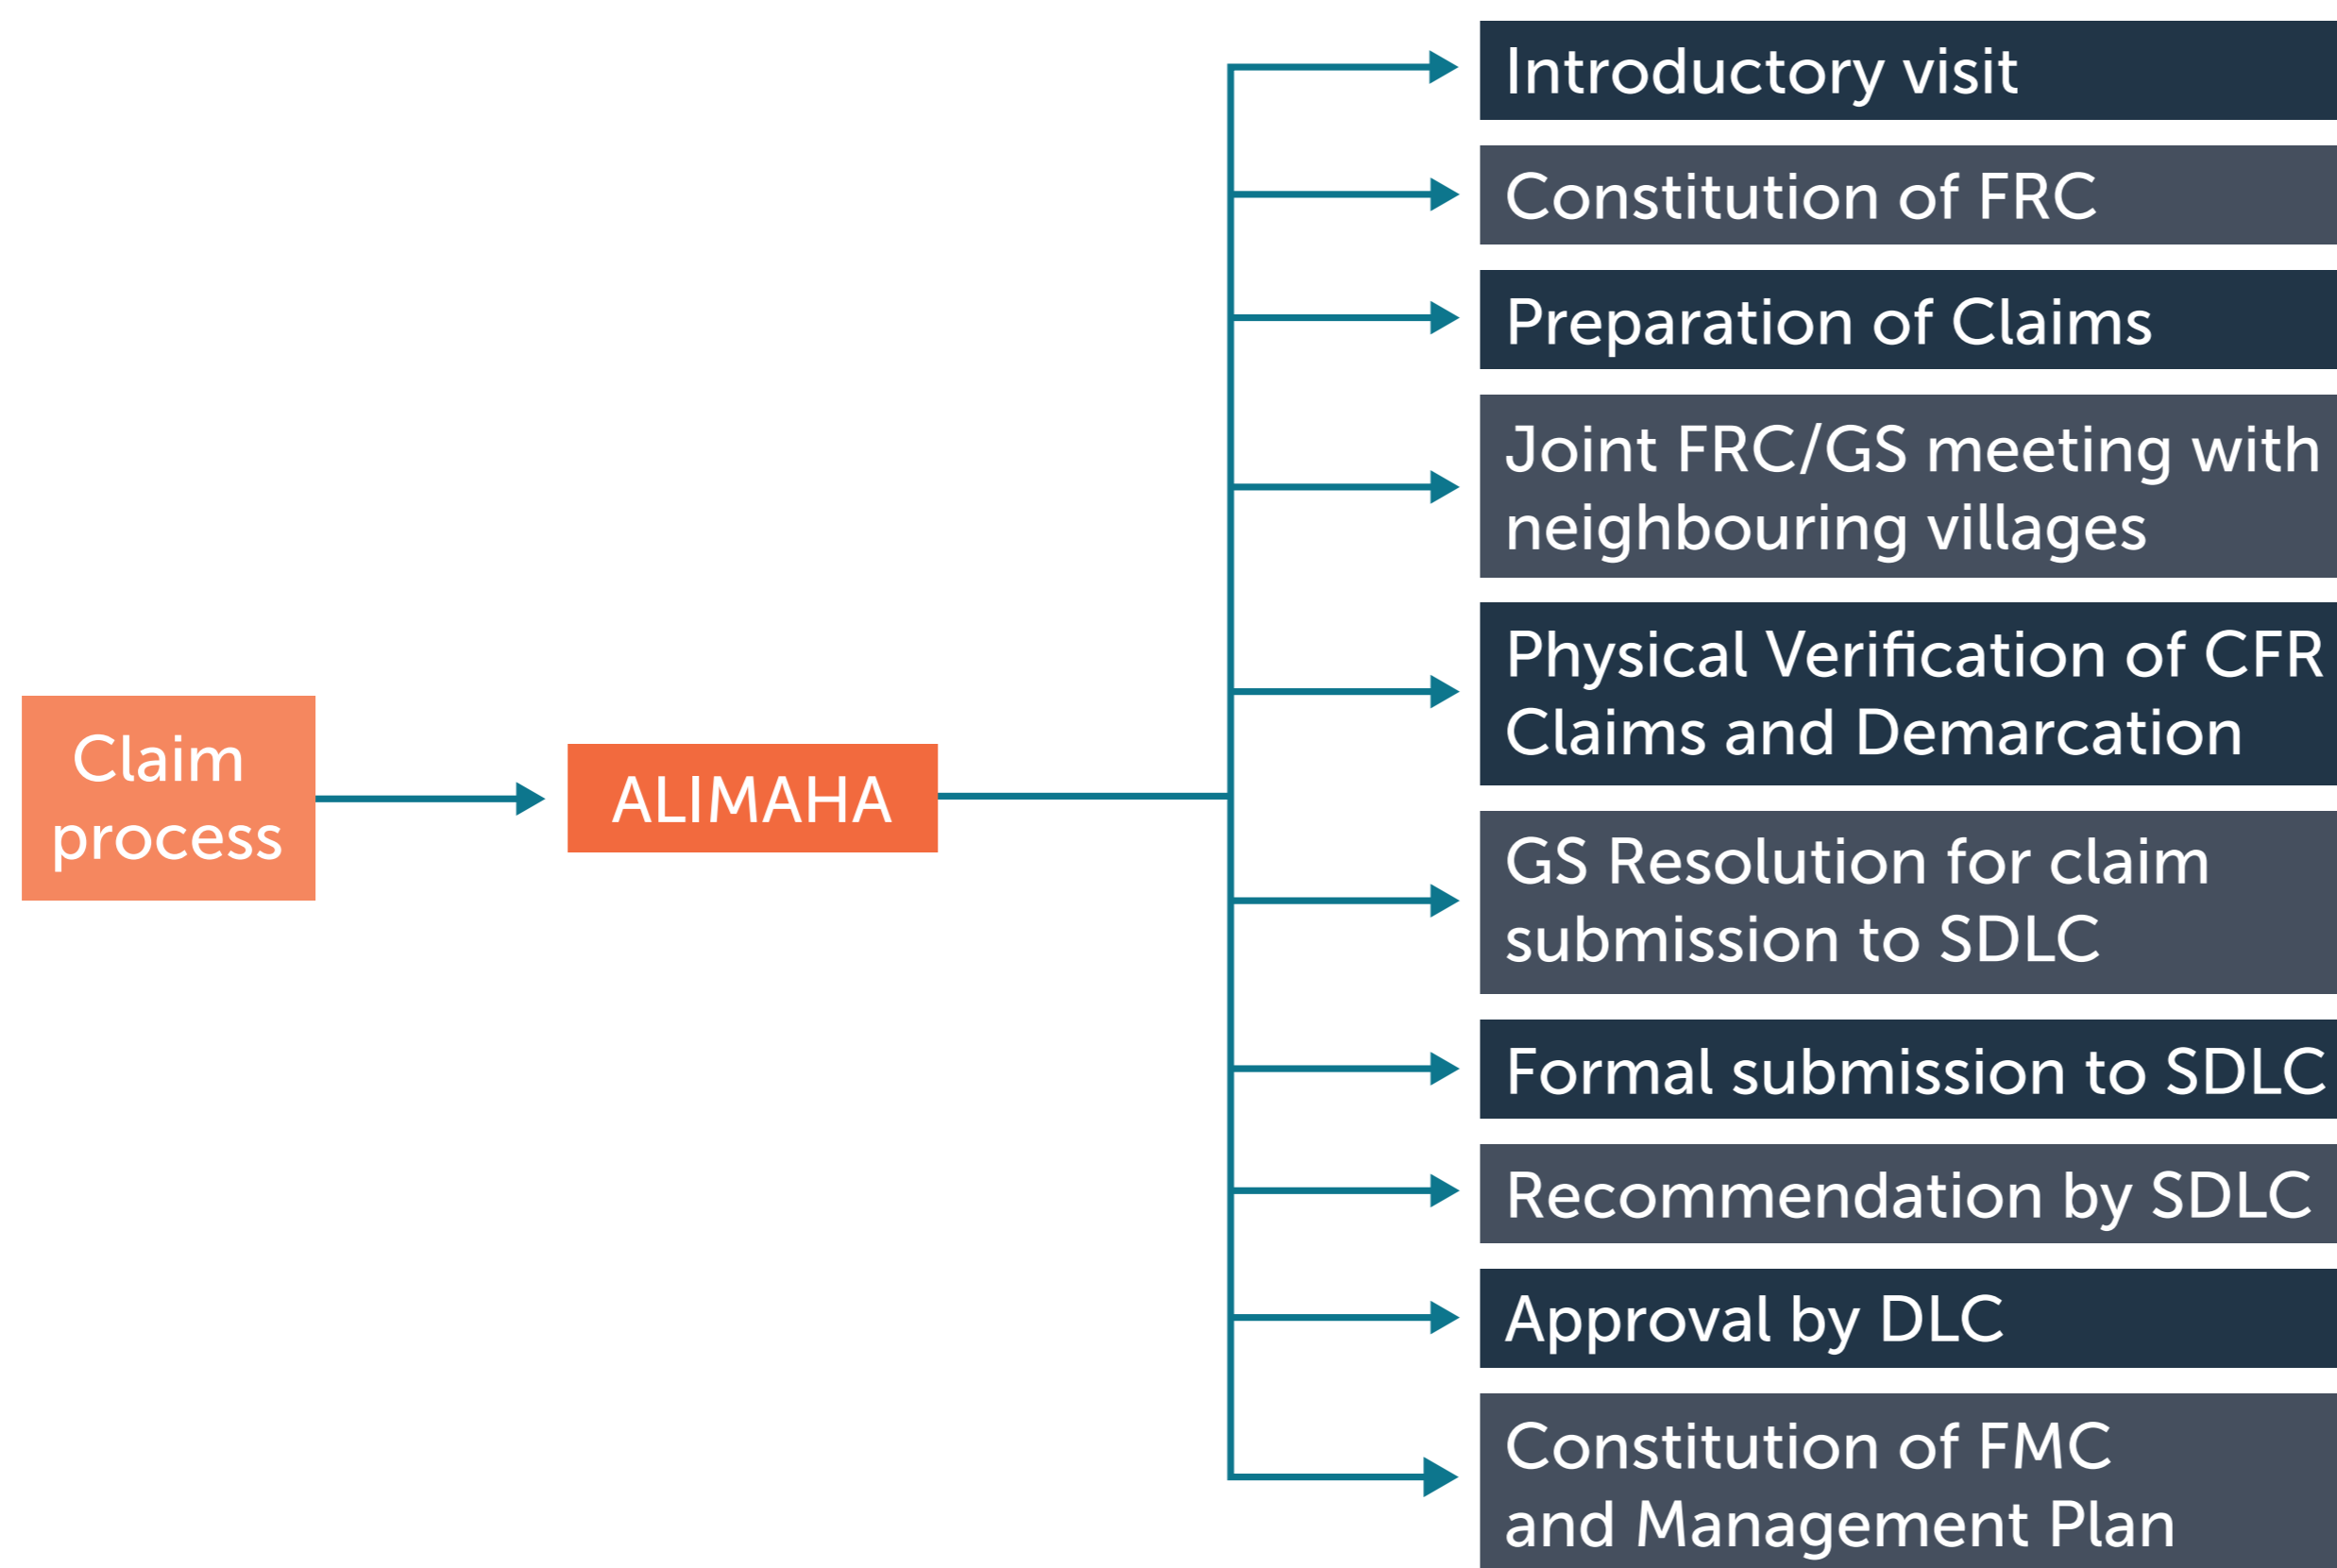 Claim
process
ALIMAHA
Introductory visit
Constitution of FRC
Preparation of Claims
Joint FRC/GS meeting with
neighbouring villages
Physical Verification of CFR
Claims and Demarcation
GS Resolution for claim
submission to SDLC
Formal submission to SDLC
Recommendation by SDLC
Approval by DLC
Constitution of FMC
and Management Plan